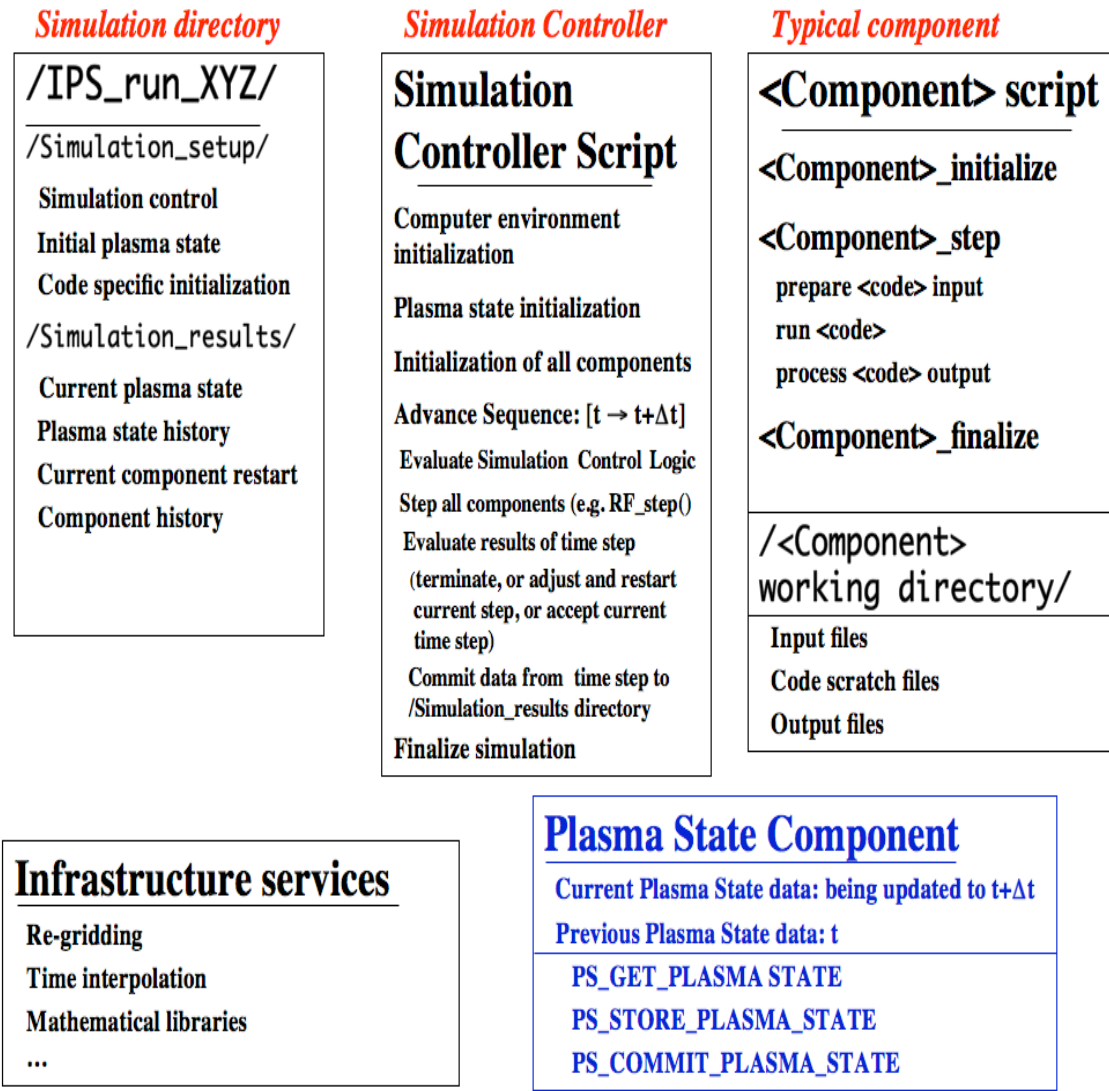 Simulation directory
/IPS_run_XYZ/
/Simulation_setup/
Simulation control
Initial plasma state
Code specific initialization
/Simulation_results/
Current plasma state
Plasma state history
Current component restart
Component history
Simulation Controller
Simulation
Controller Script
Computer environment
initialization
Plasma state initialization
Initialization of all components
Advance Sequence: [t → t+Δt]
Evaluate Simulation Control Logic
Step all components (e.g. RF_step()
Evaluate results of time step
(terminate, or adjust and restart
current step, or accept current
time step)
Commit data from time step to
/Simulation_results directory
Finalize simulation
Typical component
<Component> script
<Component>_initialize
<Component>_step
prepare <code> input
run <code>
process <code> output
<Component>_finalize
/<Component>
working directory/
Input files
Code scratch files
Output files
Infrastructure services
Re-gridding
Time interpolation
Mathematical libraries
...
Plasma State Component
Current Plasma State data: being updated to t+Δt
Previous Plasma State data: t
PS_GET_PLASMA STATE
PS_STORE_PLASMA_STATE
PS_COMMIT_PLASMA_STATE